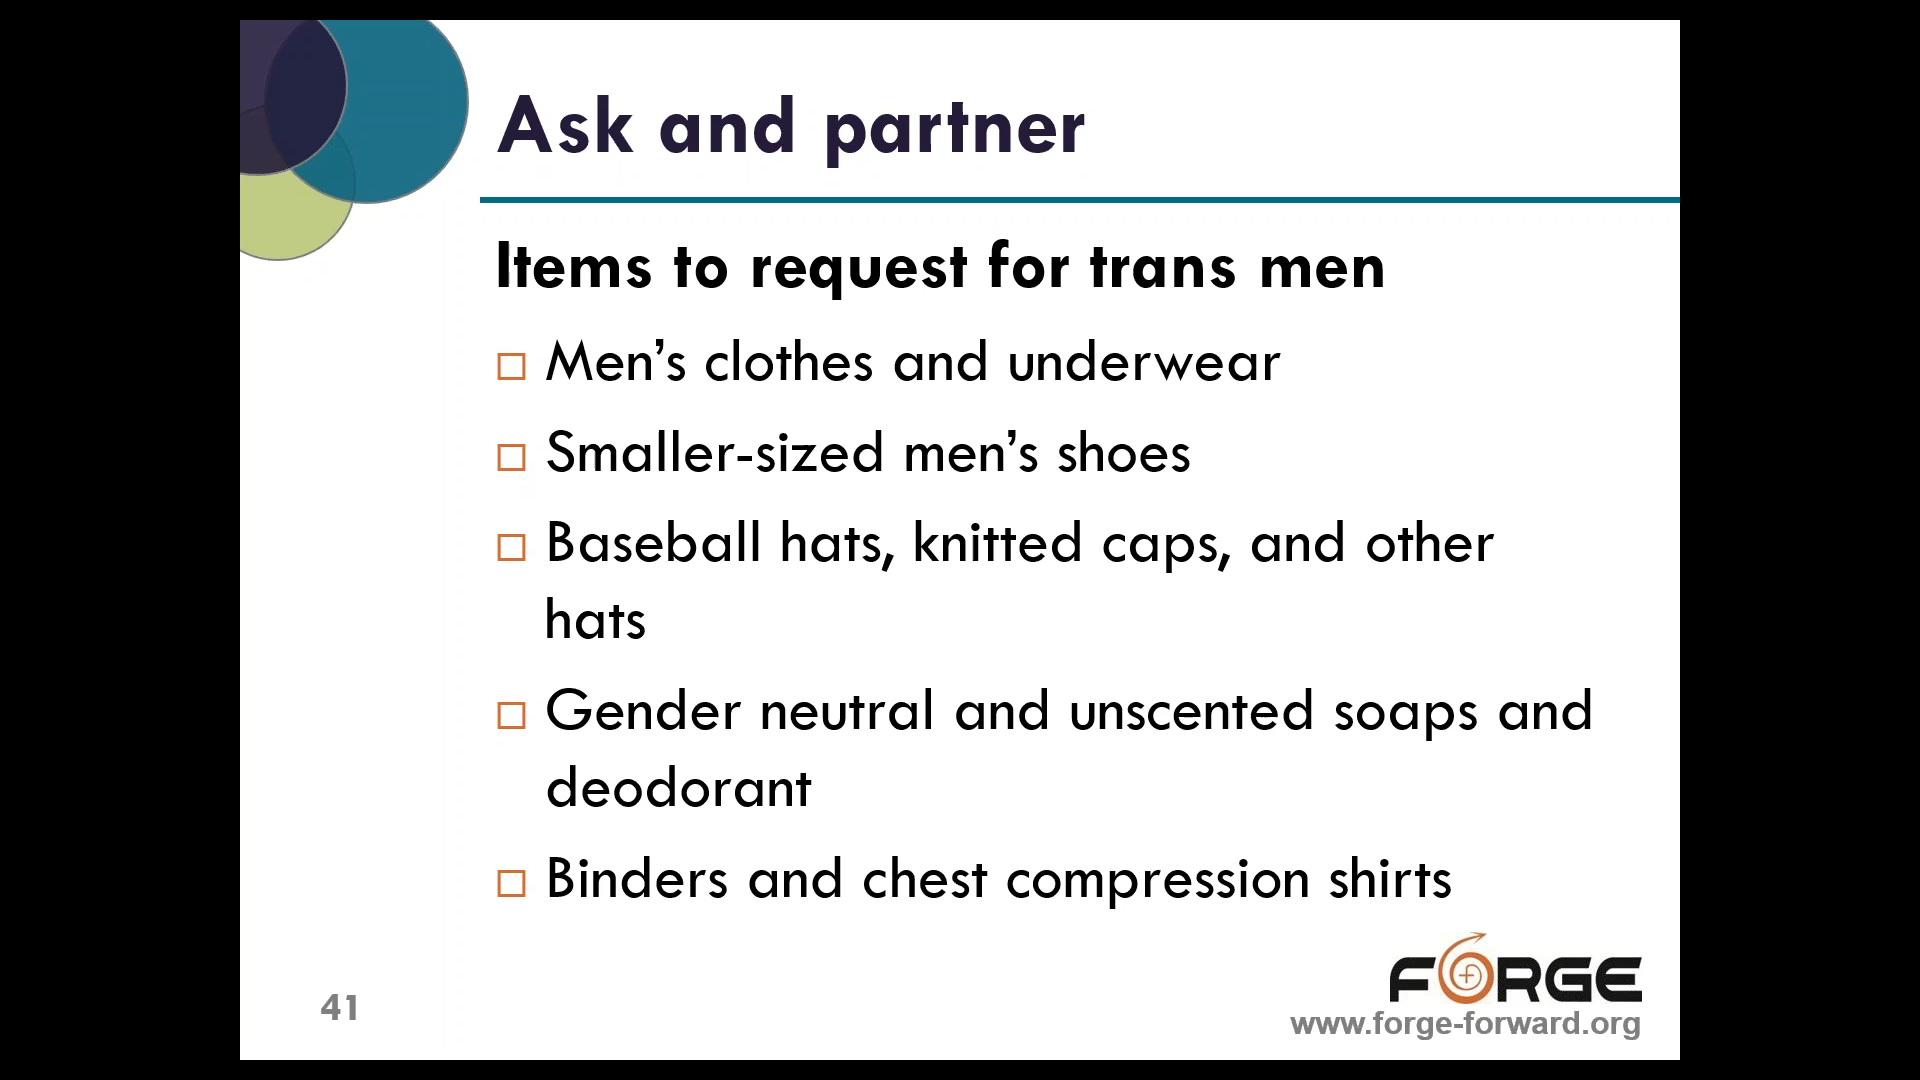 Ask and partner
Items to request for trans men
Men’s clothes and underwear
Smaller-sized men’s shoes
Baseball hats, knitted caps, and other
hats
Gender neutral and unscented soaps and
deodorant
Binders and chest compression shirts
FORGE
www.forge-forward.org
41